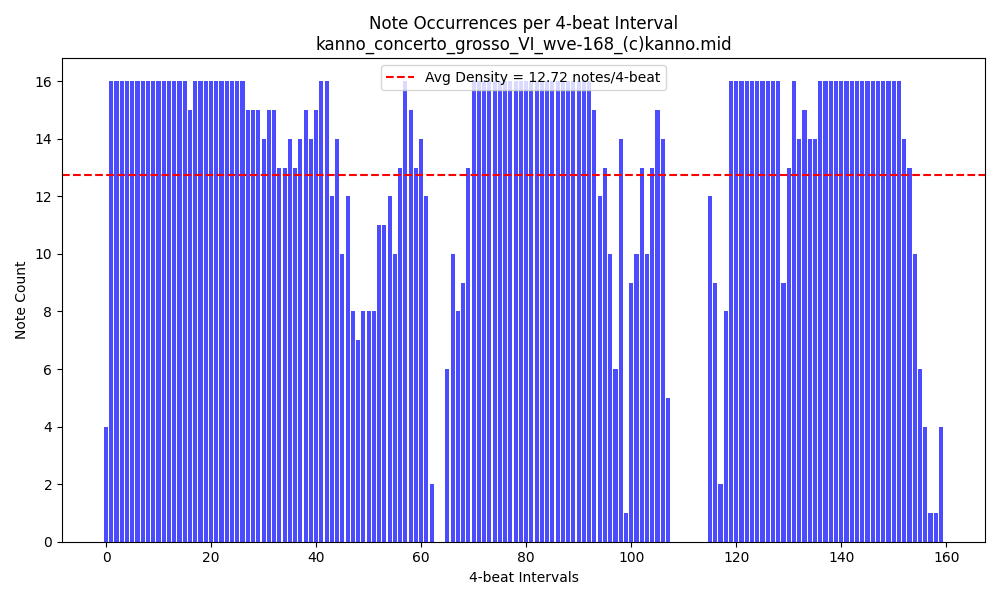 Note Occurrences per 4-beat Interval
kanno_concerto_grosso_VI_wve-168_(c)kanno.mid
Avg Density = 12.72 notes/4-beat
Note Count
16
14
12
10
8
6
4
2
0
0 20 40 60 80 100 120 140 160
4-beat Intervals